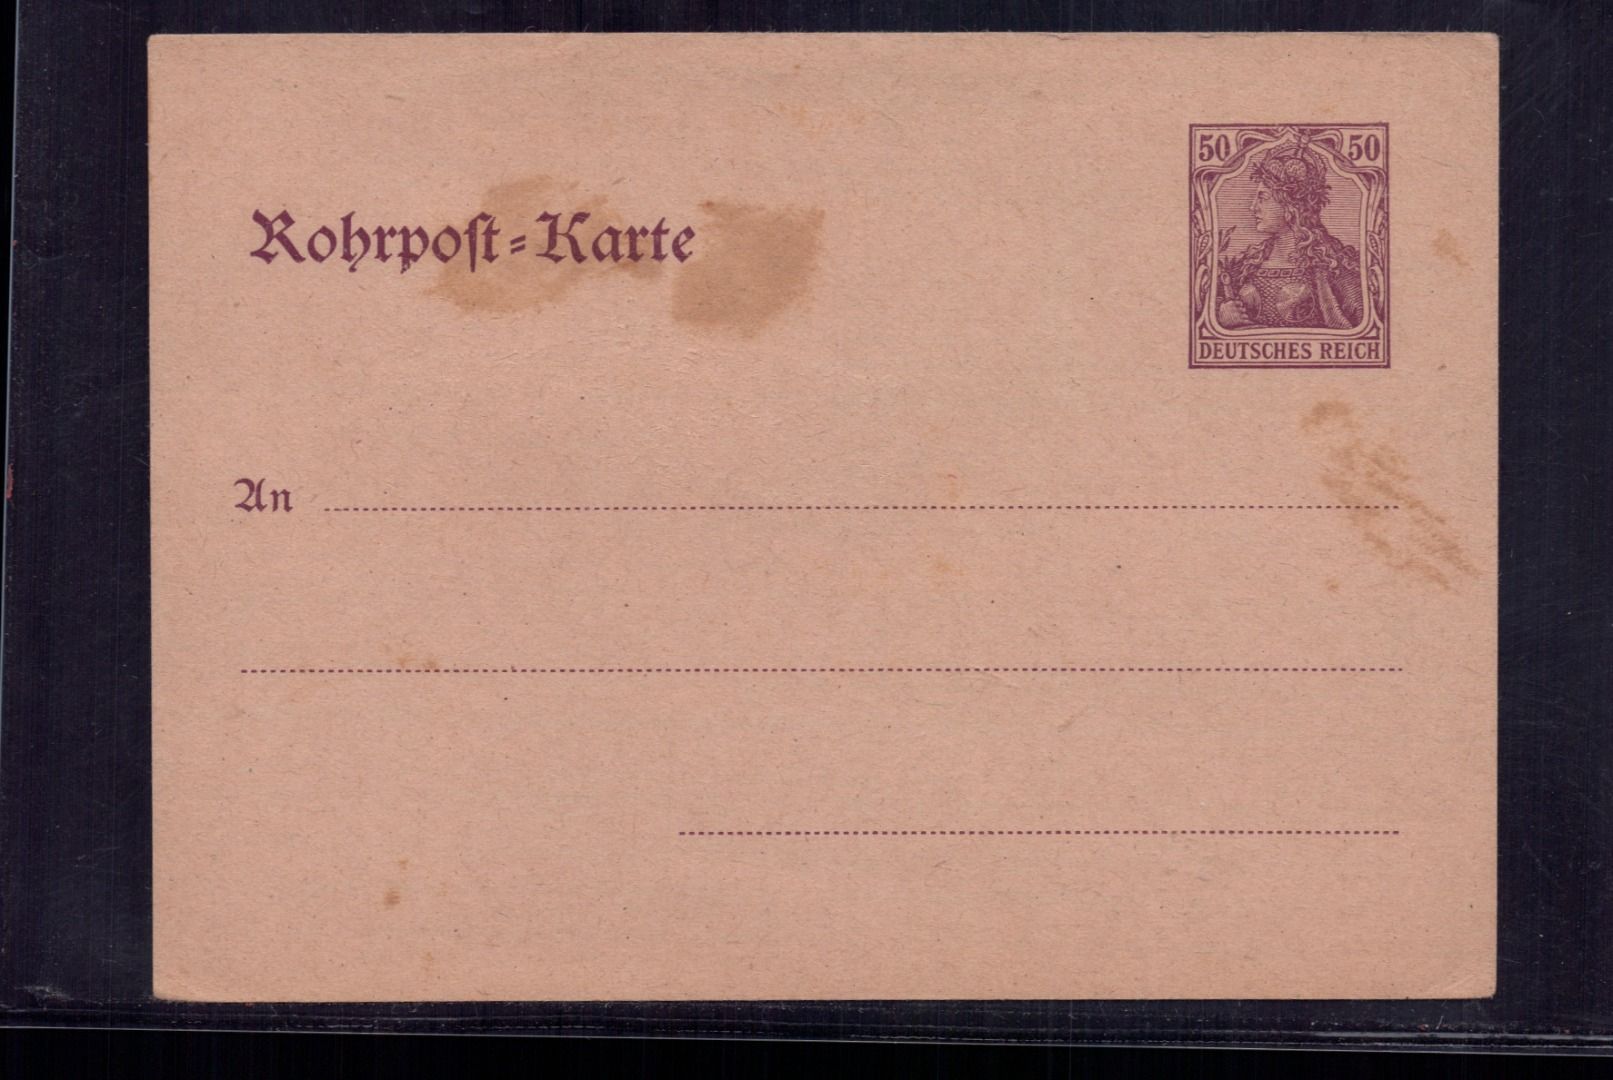 50 50
Rohrpoſt=Karte
DEUTSCHES REICH
An